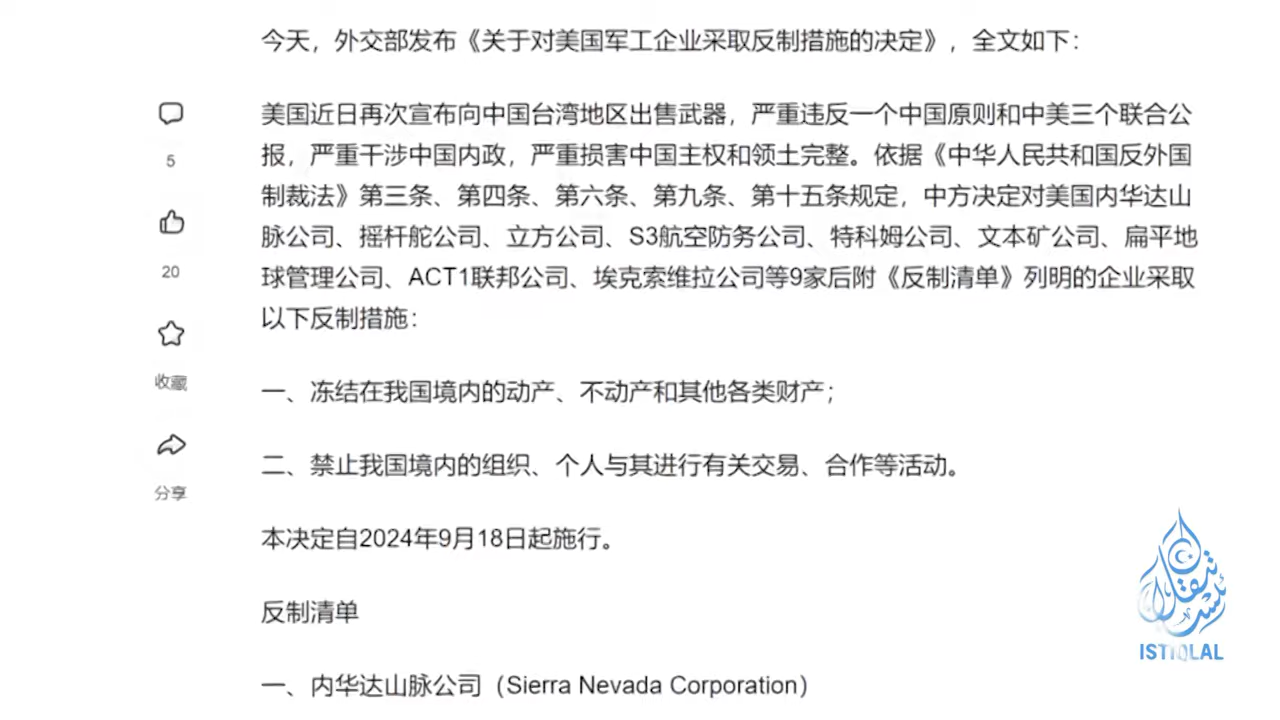 今天，外交部发布《关于对美国军工企业采取反制措施的决定》，全文如下：
美国近日再次宣布向中国台湾地区出售武器，严重违反一个中国原则和中美三个联合公
报，严重干涉中国内政，严重损害中国主权和领土完整。依据《中华人民共和国反外国
制裁法》第三条、第四条、第六条、第九条、第十五条规定，中方决定对美国内华达山
脉公司、摇杆舵公司、立方公司、S3航空防务公司、特科姆公司、文本矿公司、扁平地
球管理公司、ACT1联邦公司、埃克索维拉公司等9家后附《反制清单》列明的企业采取
以下反制措施：
一、冻结在我国境内的动产、不动产和其他各类财产；
二、禁止我国境内的组织、个人与其进行有关交易、合作等活动。
本决定自2024年9月18日起施行。
反制清单
一、内华达山脉公司（Sierra Nevada Corporation）
5
20
收藏
分享
ISTIQLAL